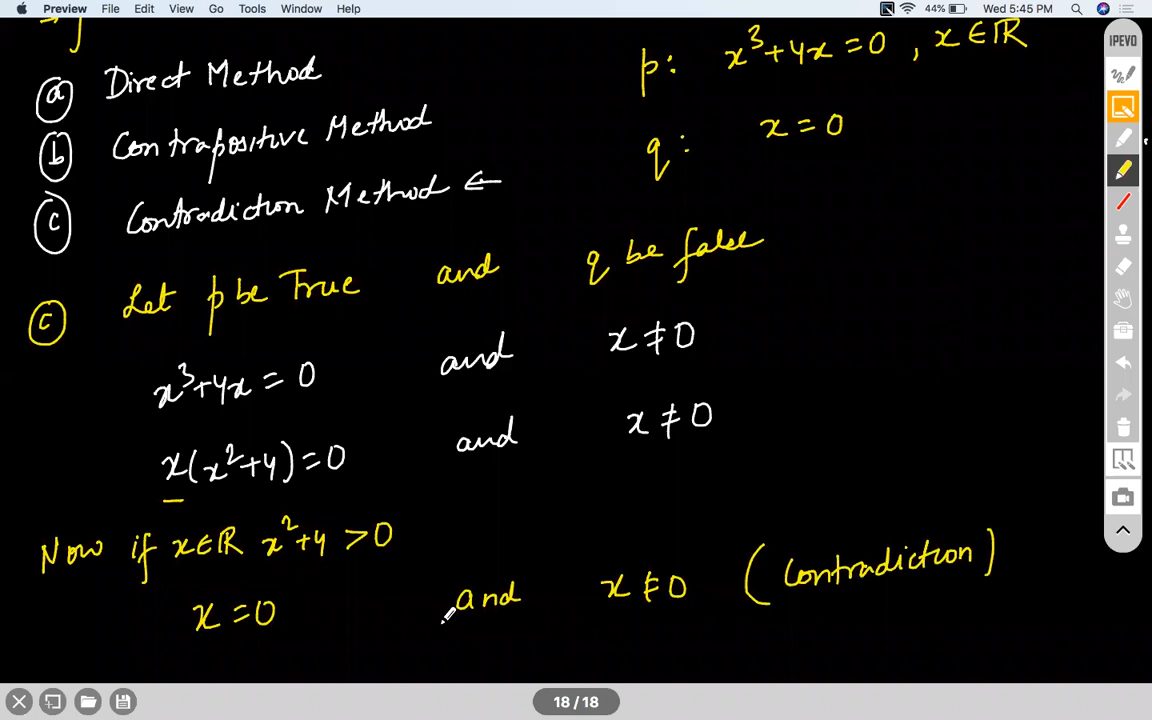 Preview File Edit View Go Tools Window Help 44% Wed 5:45 PM
IPEVO
p: x³+4x=0, x∈ℝ
q: x=0
(a) Direct Method
(b) Contrapositive Method
(c) Contradiction Method ⇐
(c) Let p be True and q be false
x³+4x=0 and x≠0
x(x²+4)=0 and x≠0
Now if x∈ℝ x²+4>0
x=0 and x≠0 (Contradiction)
18/18